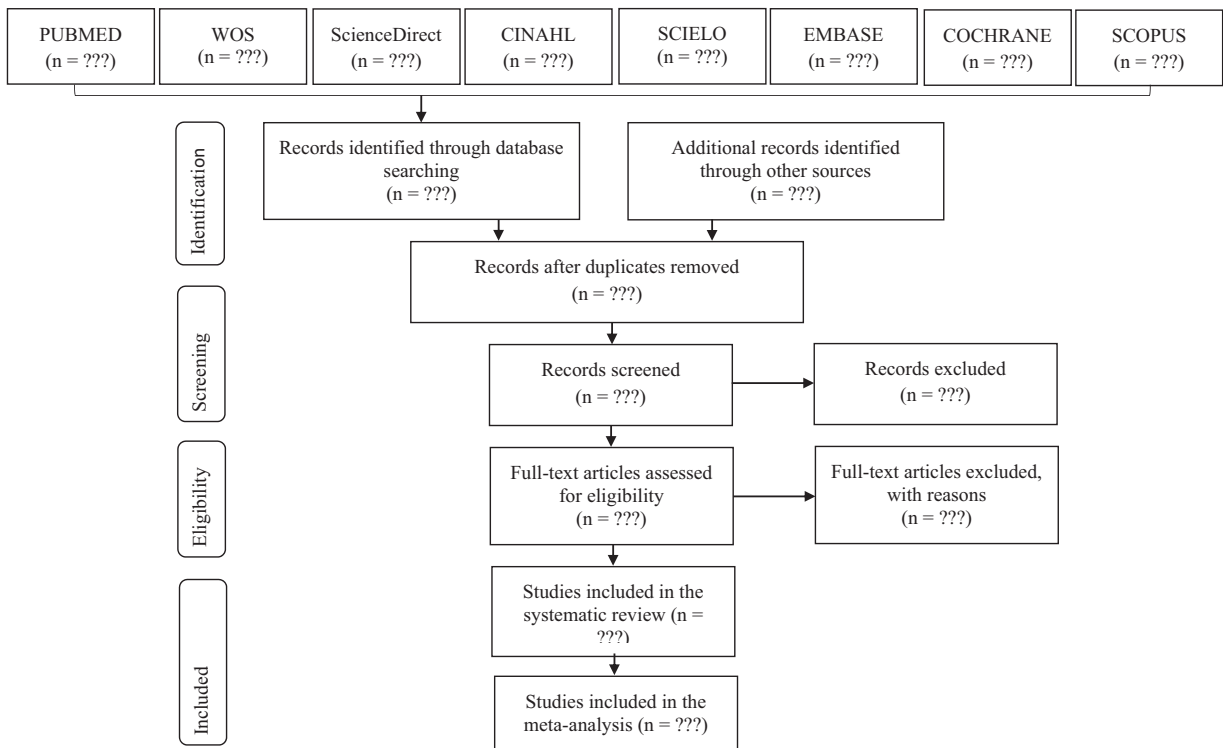 PUBMED
(n = ???)
WOS
(n = ???)
ScienceDirect
(n = ???)
CINAHL
(n = ???)
SCIELO
(n = ???)
EMBASE
(n = ???)
COCHRANE
(n = ???)
SCOPUS
(n = ???)
Identification
Records identified through database
searching
(n = ???)
Additional records identified
through other sources
(n = ???)
Records after duplicates removed
(n = ???)
Screening
Records screened
(n = ???)
Records excluded
(n = ???)
Eligibility
Full-text articles assessed
for eligibility
(n = ???)
Full-text articles excluded,
with reasons
(n = ???)
Included
Studies included in the
systematic review (n =
???)
Studies included in the
meta-analysis (n = ???)